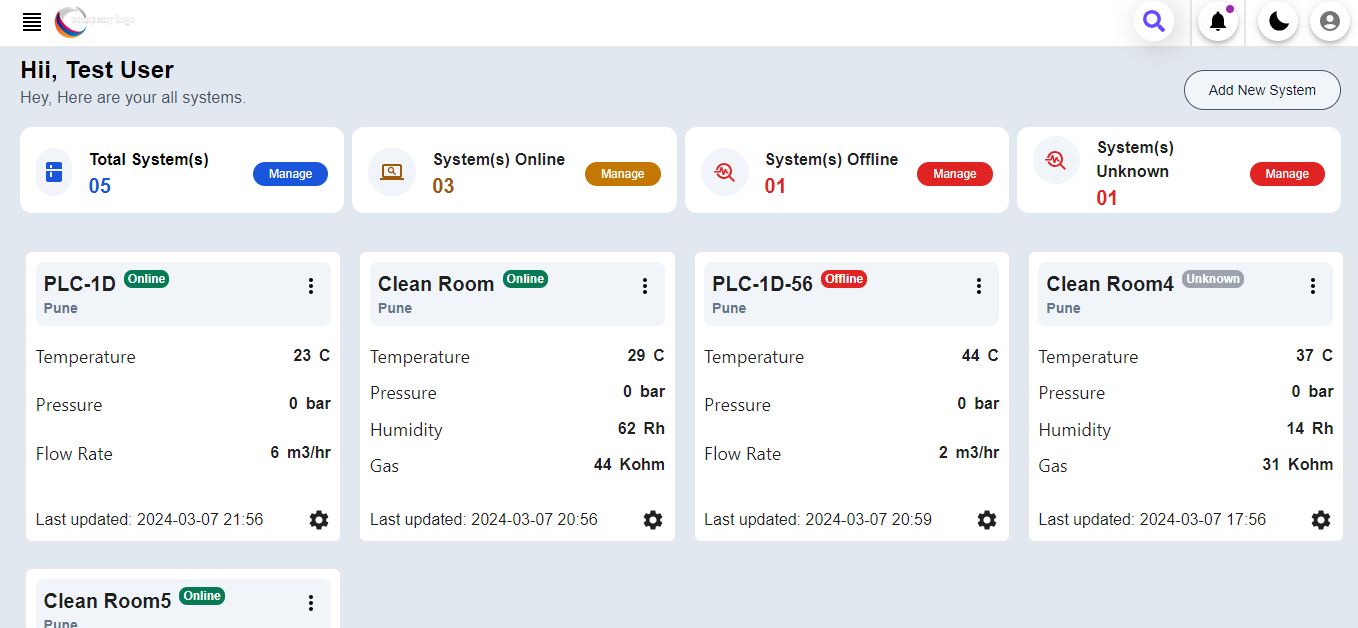 company logo
Hii, Test User
Hey, Here are your all systems.
Add New System
Total System(s)
05
Manage
System(s) Online
03
Manage
System(s) Offline
01
Manage
System(s)
Unknown
01
Manage
PLC-1D Online
Pune
Temperature 23 C
Pressure 0 bar
Flow Rate 6 m3/hr
Last updated: 2024-03-07 21:56
Clean Room Online
Pune
Temperature 29 C
Pressure 0 bar
Humidity 62 Rh
Gas 44 Kohm
Last updated: 2024-03-07 20:56
PLC-1D-56 Offline
Pune
Temperature 44 C
Pressure 0 bar
Flow Rate 2 m3/hr
Last updated: 2024-03-07 20:59
Clean Room4 Unknown
Pune
Temperature 37 C
Pressure 0 bar
Humidity 14 Rh
Gas 31 Kohm
Last updated: 2024-03-07 17:56
Clean Room5 Online
Pune